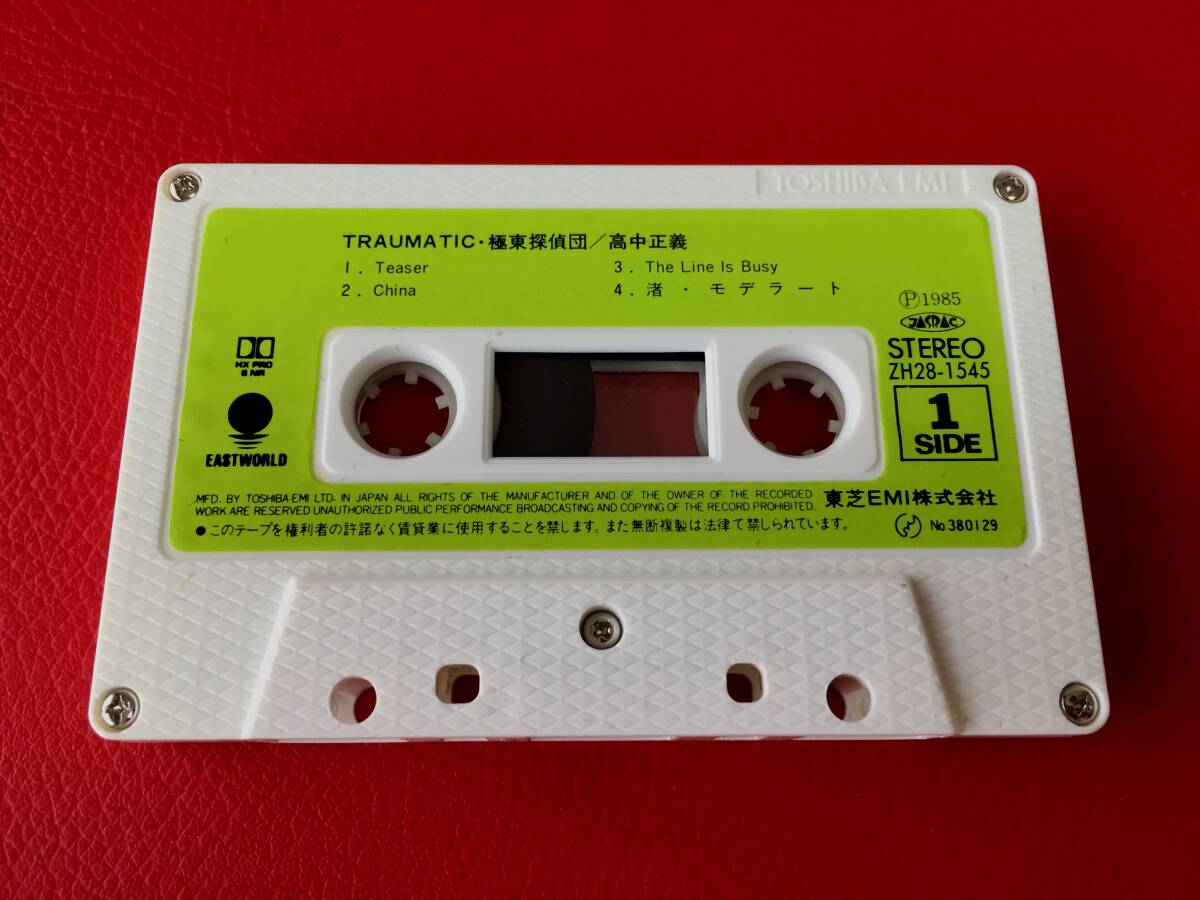 TOSHIBA EMI
TRAUMATIC・極東探偵団／高中正義
1. Teaser
2. China
3. The Line Is Busy
4. 渚・モデラート
Ⓟ1985
JASRAC
STEREO
ZH28-1545
1
SIDE
HX PRO
B NR
EASTWORLD
MFD. BY TOSHIBA-EMI LTD. IN JAPAN ALL RIGHTS OF THE MANUFACTURER AND OF THE OWNER OF THE RECORDED
WORK ARE RESERVED UNAUTHORIZED PUBLIC PERFORMANCE BROADCASTING AND COPYING OF THE RECORD PROHIBITED.
東芝EMI株式会社
●このテープを権利者の許諾なく賃貸業に使用することを禁じます。また無断複製は法律で禁じられています。
No.380129